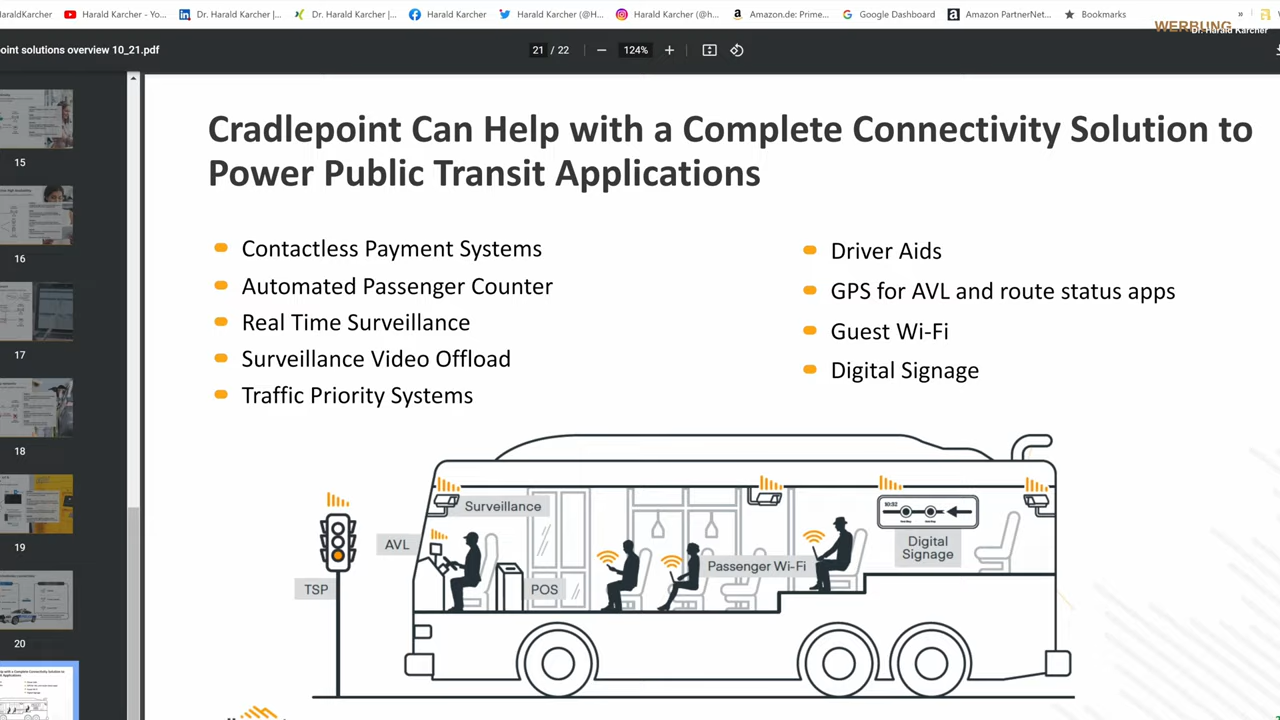 HaraldKarcher
Harald Karcher - Yo...
Dr. Harald Karcher |...
Dr. Harald Karcher |...
Harald Karcher
Harald Karcher (@H...
Harald Karcher (@h...
Amazon.de: Prime...
Google Dashboard
Amazon PartnerNet...
Bookmarks
»
WERBUNG
Dr. Harald Karcher
point solutions overview 10_21.pdf
21 / 22
124%
15
16
17
18
19
20
Cradlepoint Can Help with a Complete Connectivity Solution to
Power Public Transit Applications
Contactless Payment Systems
Automated Passenger Counter
Real Time Surveillance
Surveillance Video Offload
Traffic Priority Systems
Driver Aids
GPS for AVL and route status apps
Guest Wi-Fi
Digital Signage
Surveillance
10:32
AVL
Digital
Signage
Passenger Wi-Fi
TSP
POS